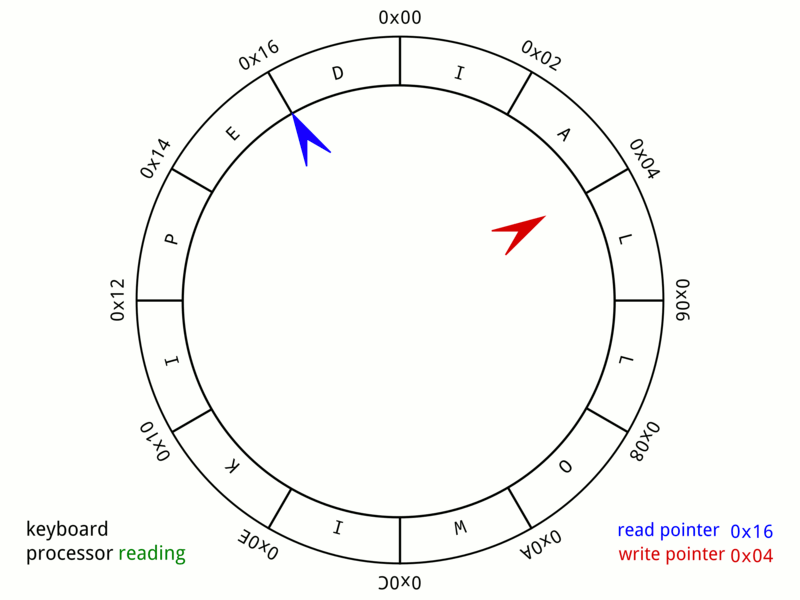 0x00
0x02
0x04
0x06
0x08
0x0A
0x0C
0x0E
0x10
0x12
0x14
0x16
I
A
L
L
O
W
I
K
I
P
E
D
keyboard
processor reading
read pointer 0x16
write pointer 0x04